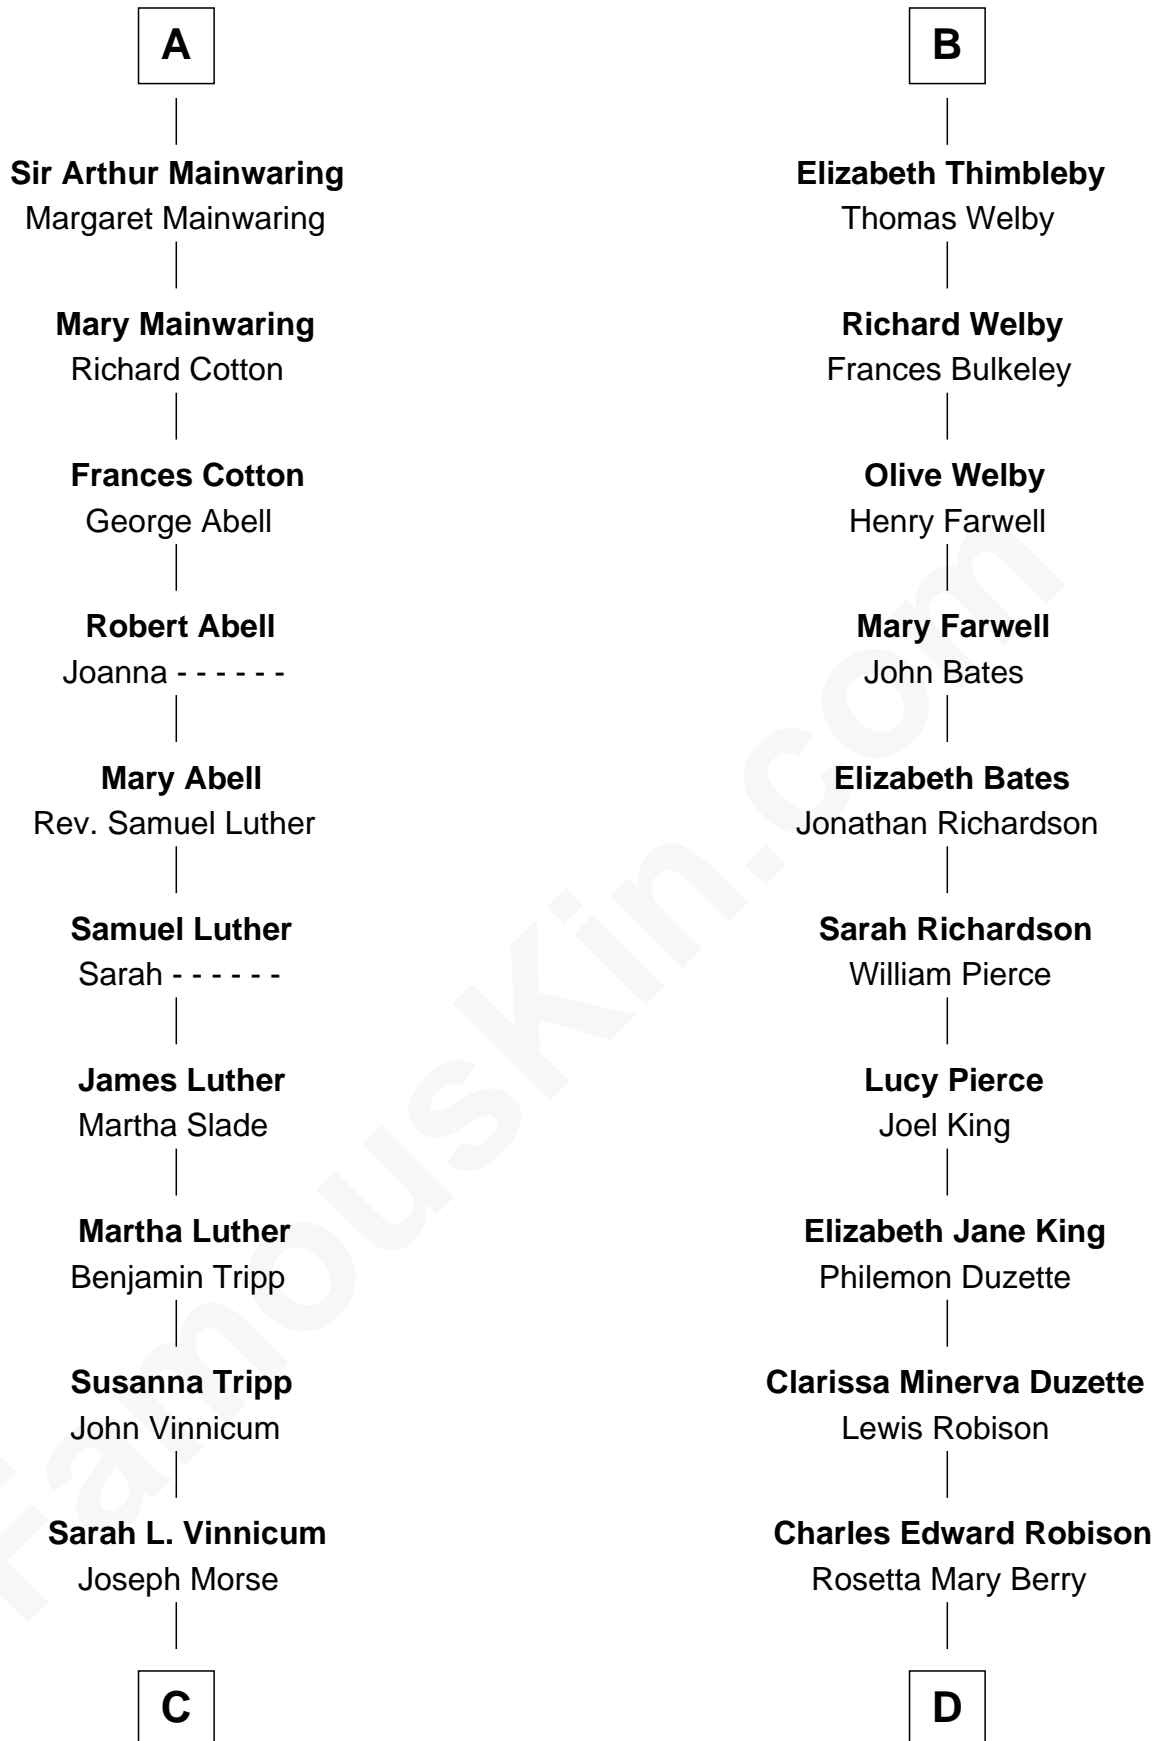 A
Sir Arthur Mainwaring
Margaret Mainwaring
Mary Mainwaring
Richard Cotton
Frances Cotton
George Abell
Robert Abell
Joanna - - - - - -
Mary Abell
Rev. Samuel Luther
Samuel Luther
Sarah - - - - - -
James Luther
Martha Slade
Martha Luther
Benjamin Tripp
Susanna Tripp
John Vinnicum
Sarah L. Vinnicum
Joseph Morse
C
B
Elizabeth Thimbleby
Thomas Welby
Richard Welby
Frances Bulkeley
Olive Welby
Henry Farwell
Mary Farwell
John Bates
Elizabeth Bates
Jonathan Richardson
Sarah Richardson
William Pierce
Lucy Pierce
Joel King
Elizabeth Jane King
Philemon Duzette
Clarissa Minerva Duzette
Lewis Robison
Charles Edward Robison
Rosetta Mary Berry
D
FamousKin.com